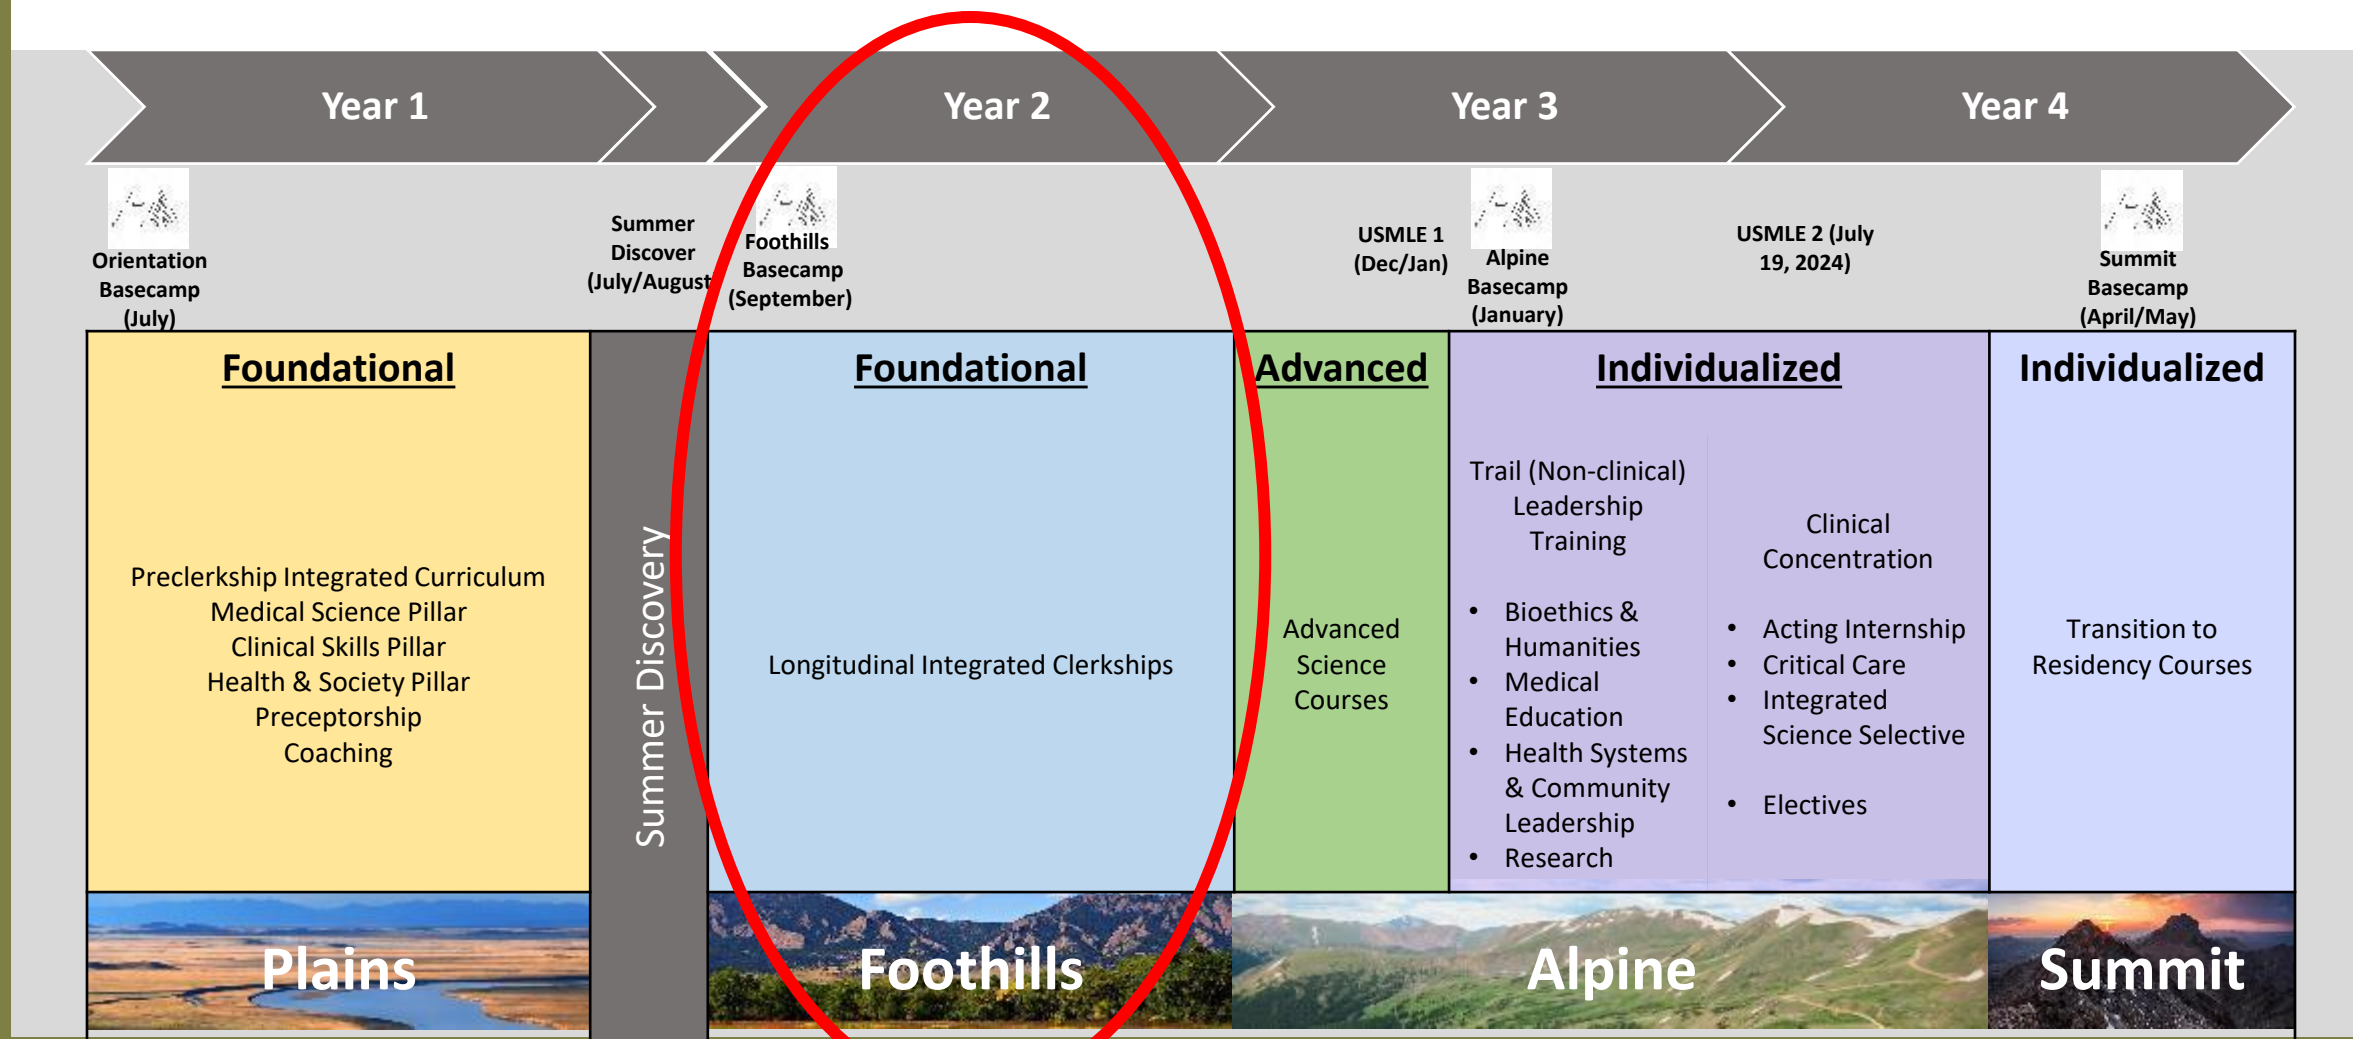 Year 1
Year 2
Year 3
Year 4
Orientation
Basecamp
(July)
Summer
Discover
(July/August
Foothills
Basecamp
(September)
USMLE 1
(Dec/Jan)
Alpine
Basecamp
(January)
USMLE 2 (July
19, 2024)
Summit
Basecamp
(April/May)
Foundational
Preclerkship Integrated Curriculum
Medical Science Pillar
Clinical Skills Pillar
Health & Society Pillar
Preceptorship
Coaching
Summer Discovery
Foundational
Longitudinal Integrated Clerkships
Advanced
Advanced
Science
Courses
Individualized
Trail (Non-clinical)
Leadership
Training
• Bioethics &
Humanities
• Medical
Education
• Health Systems
& Community
Leadership
• Research
Clinical
Concentration
• Acting Internship
• Critical Care
• Integrated
Science Selective
• Electives
Individualized
Transition to
Residency Courses
Plains
Foothills
Alpine
Summit